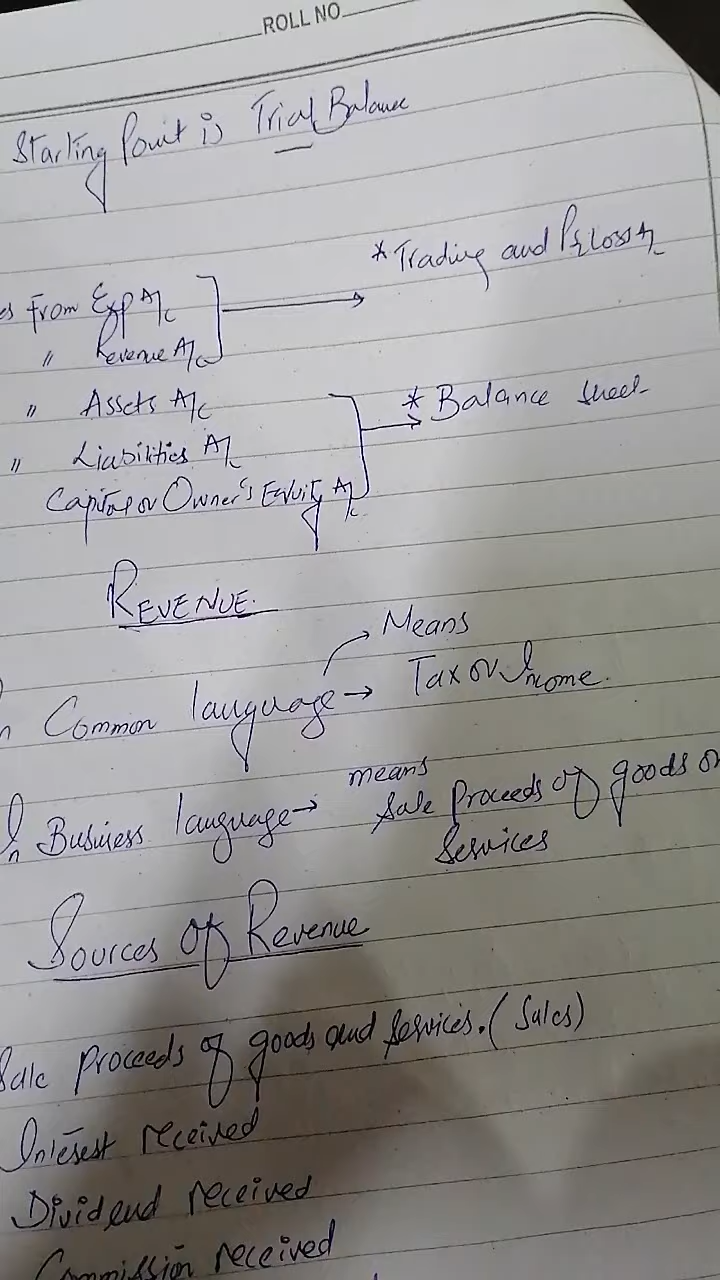 ROLL NO
Starting Point is Trial Balance
* Trading and P & Loss A/c
es from Exp A/c
" Revenue A/c
" Assets A/c
* Balance Sheet
" Liabilities A/c
Capital or Owner's Equity A/c
REVENUE.
Means
n Common language → Tax or Income.
means
In Business language → Sale Proceeds of goods or
Services
Sources Of Revenue
Sale proceeds of goods and services. (Sales)
Interest received
Dividend received
Commission received